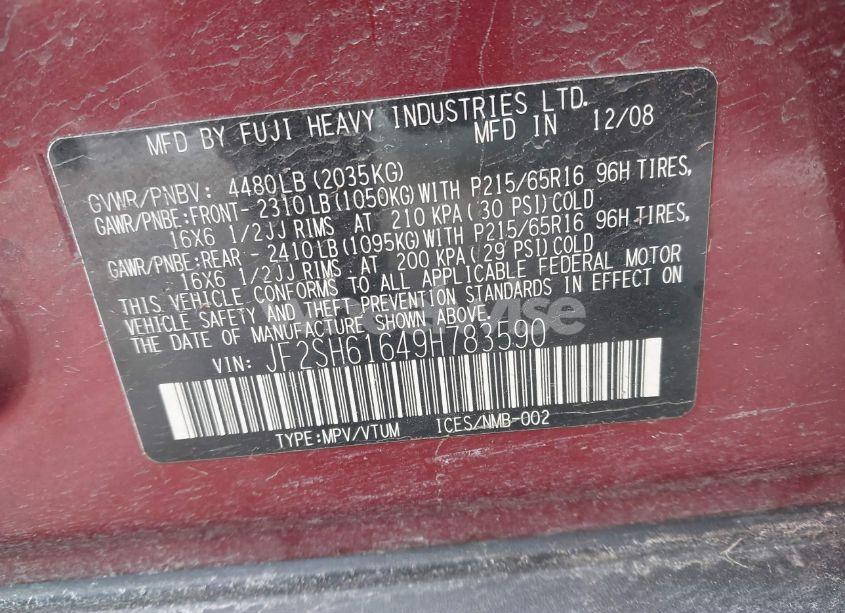 MFD BY FUJI HEAVY INDUSTRIES LTD.
MFD IN 12/08
GVWR/PNBV: 4480LB (2035KG)
GAWR/PNBE:FRONT- 2310LB (1050KG) WITH P215/65R16 96H TIRES,
16X6 1/2JJ RIMS AT 210 KPA (30 PSI) COLD
GAWR/PNBE:REAR - 2410LB (1095KG) WITH P215/65R16 96H TIRES,
16X6 1/2JJ RIMS AT 200 KPA (29 PSI) COLD
THIS VEHICLE CONFORMS TO ALL APPLICABLE FEDERAL MOTOR
VEHICLE SAFETY AND THEFT PREVENTION STANDARDS IN EFFECT ON
THE DATE OF MANUFACTURE SHOWN ABOVE.
VIN: JF2SH61649H783590
TYPE:MPV/VTUM ICES/NMB-002